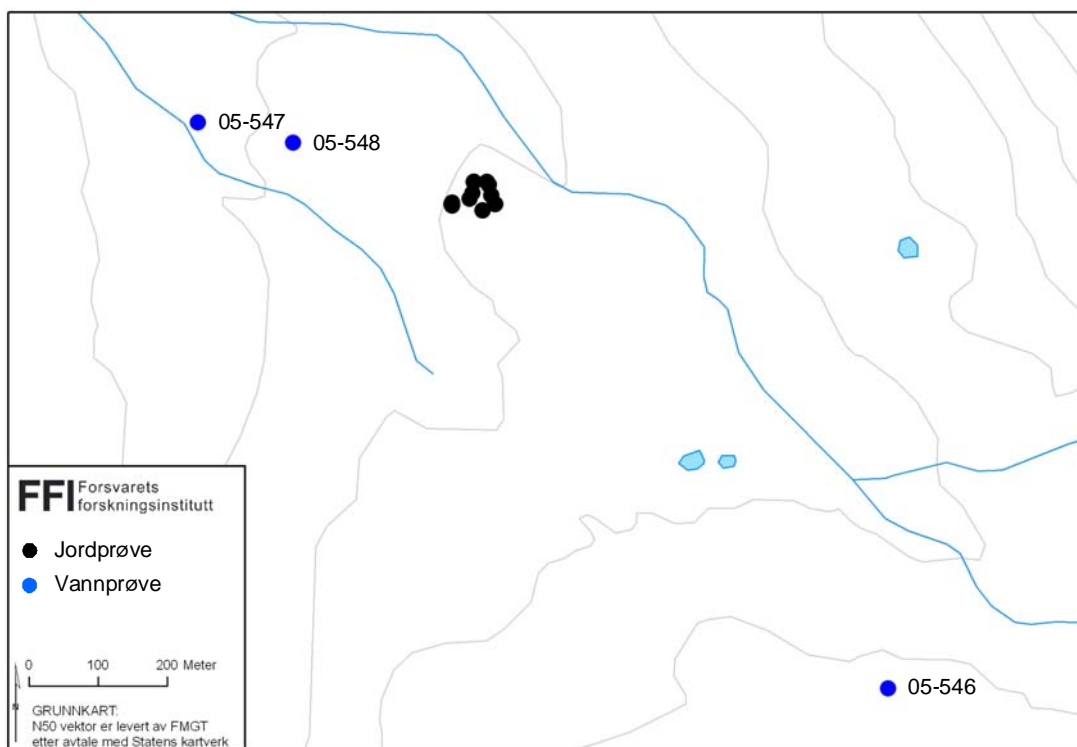 05-547
05-548
FFI Forsvarets
forskningsinstitutt
Jordprøve
Vannprøve
0 100 200 Meter
N
GRUNNKART:
N50 vektor er levert av FMGT
etter avtale med Statens kartverk
05-546